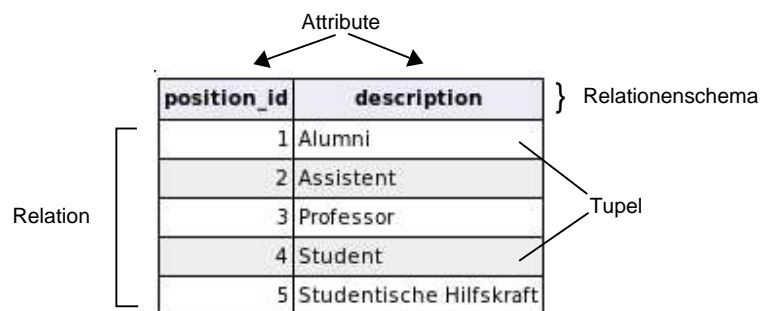 Attribute
position_id description } Relationenschema
1 Alumni
2 Assistent
Relation 3 Professor Tupel
4 Student
5 Studentische Hilfskraft